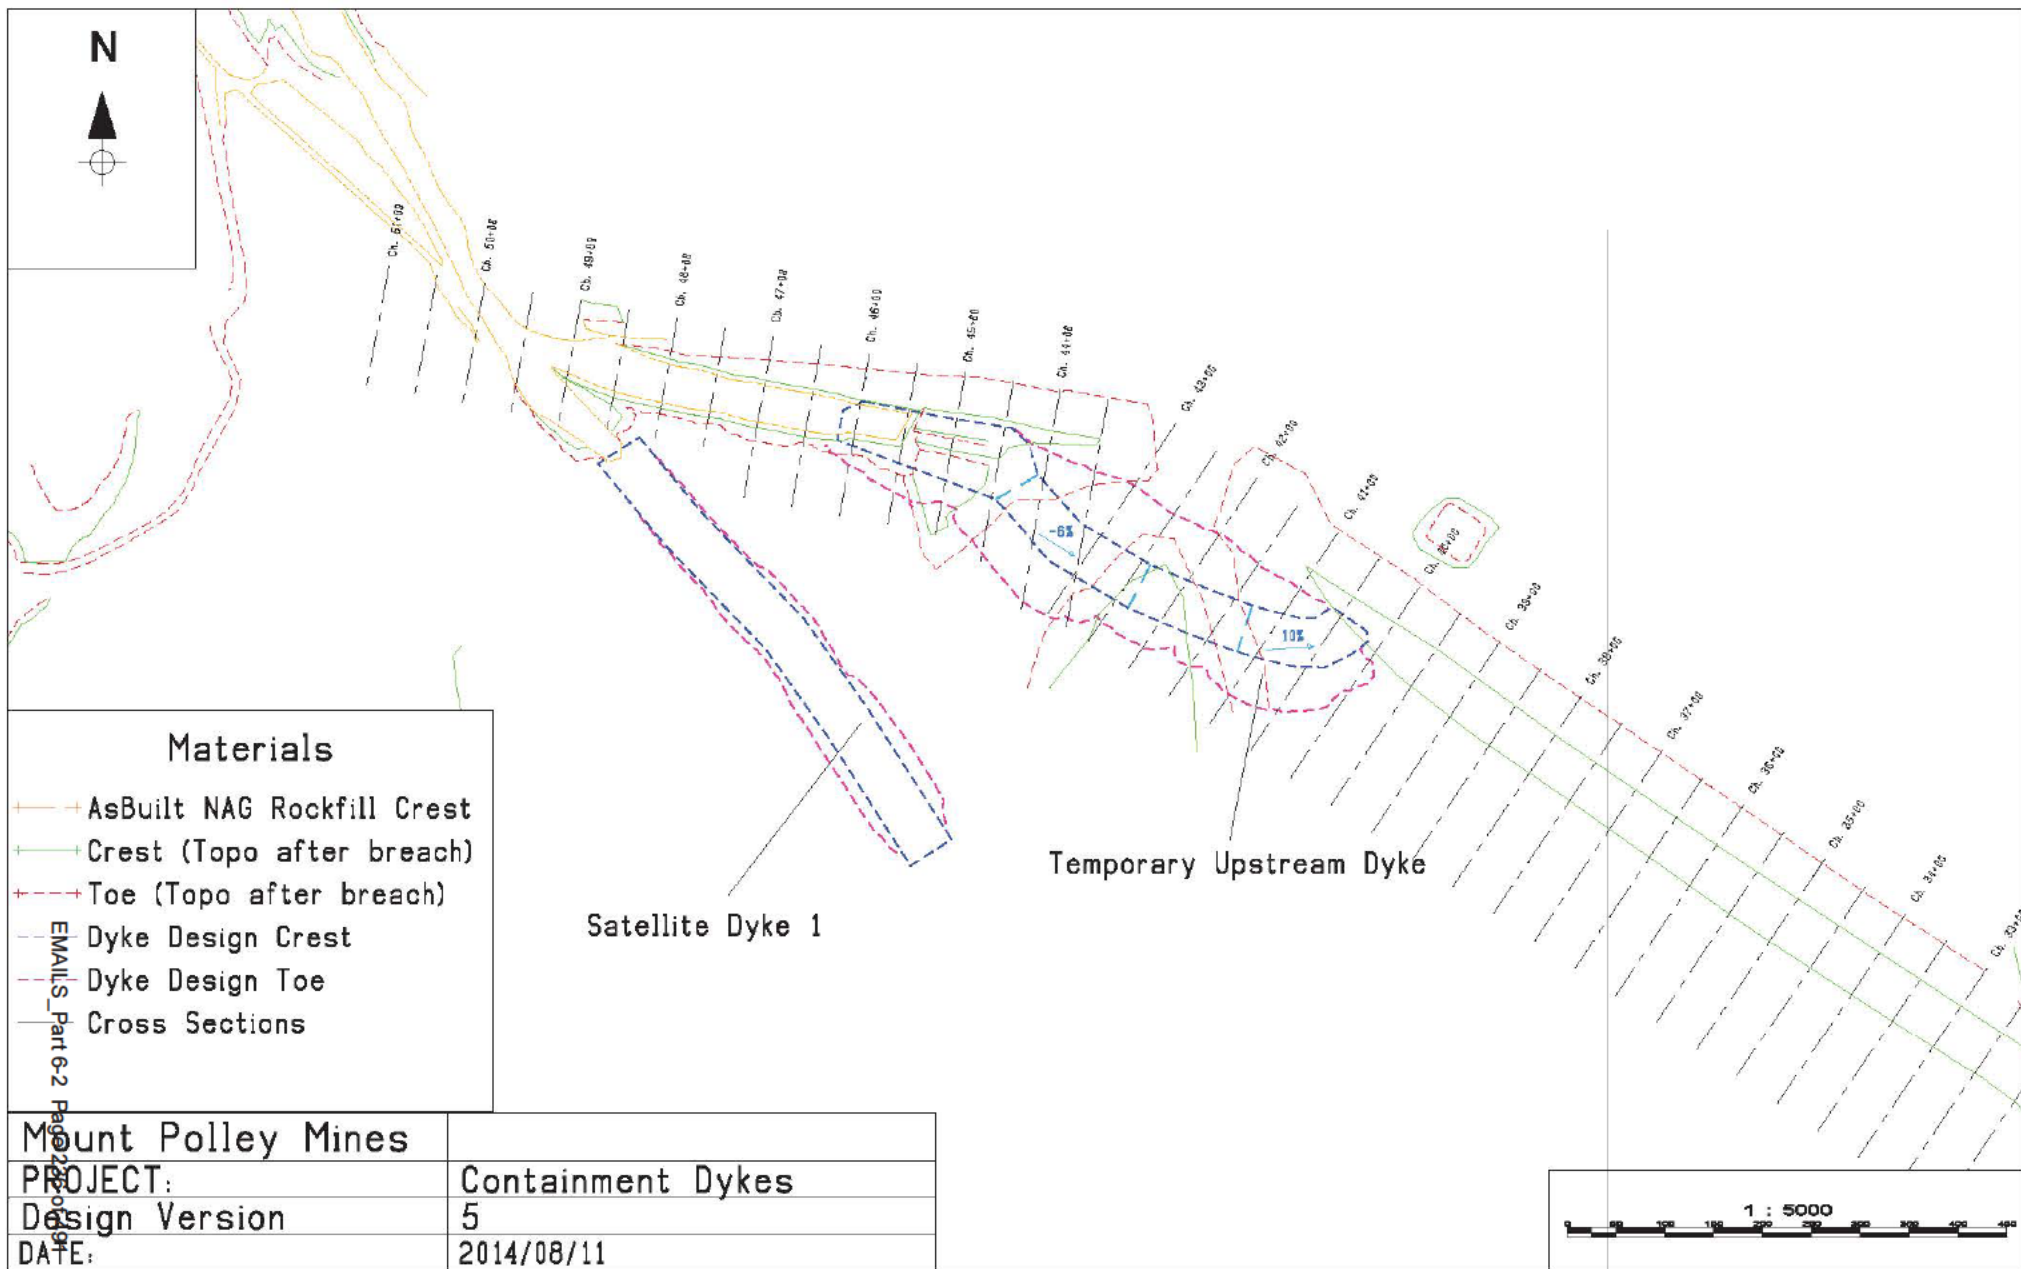 N
Ch. 50+00
Ch. 49+00
Ch. 48+00
Ch. 47+00
Ch. 46+00
Ch. 45+00
Ch. 44+00
Ch. 43+00
Ch. 42+00
Ch. 41+00
Ch. 39+00
Ch. 38+00
Ch. 37+00
Ch. 36+00
Ch. 35+00
Ch. 34+00
-6%
10%
Temporary Upstream Dyke
Satellite Dyke 1
Materials
AsBuilt NAG Rockfill Crest
Crest (Topo after breach)
Toe (Topo after breach)
Dyke Design Crest
Dyke Design Toe
Cross Sections
EMAILS_Part 6-2 Page
Mount Polley Mines
PROJECT:
Containment Dykes
Design Version
5
DATE:
2014/08/11
1 : 5000